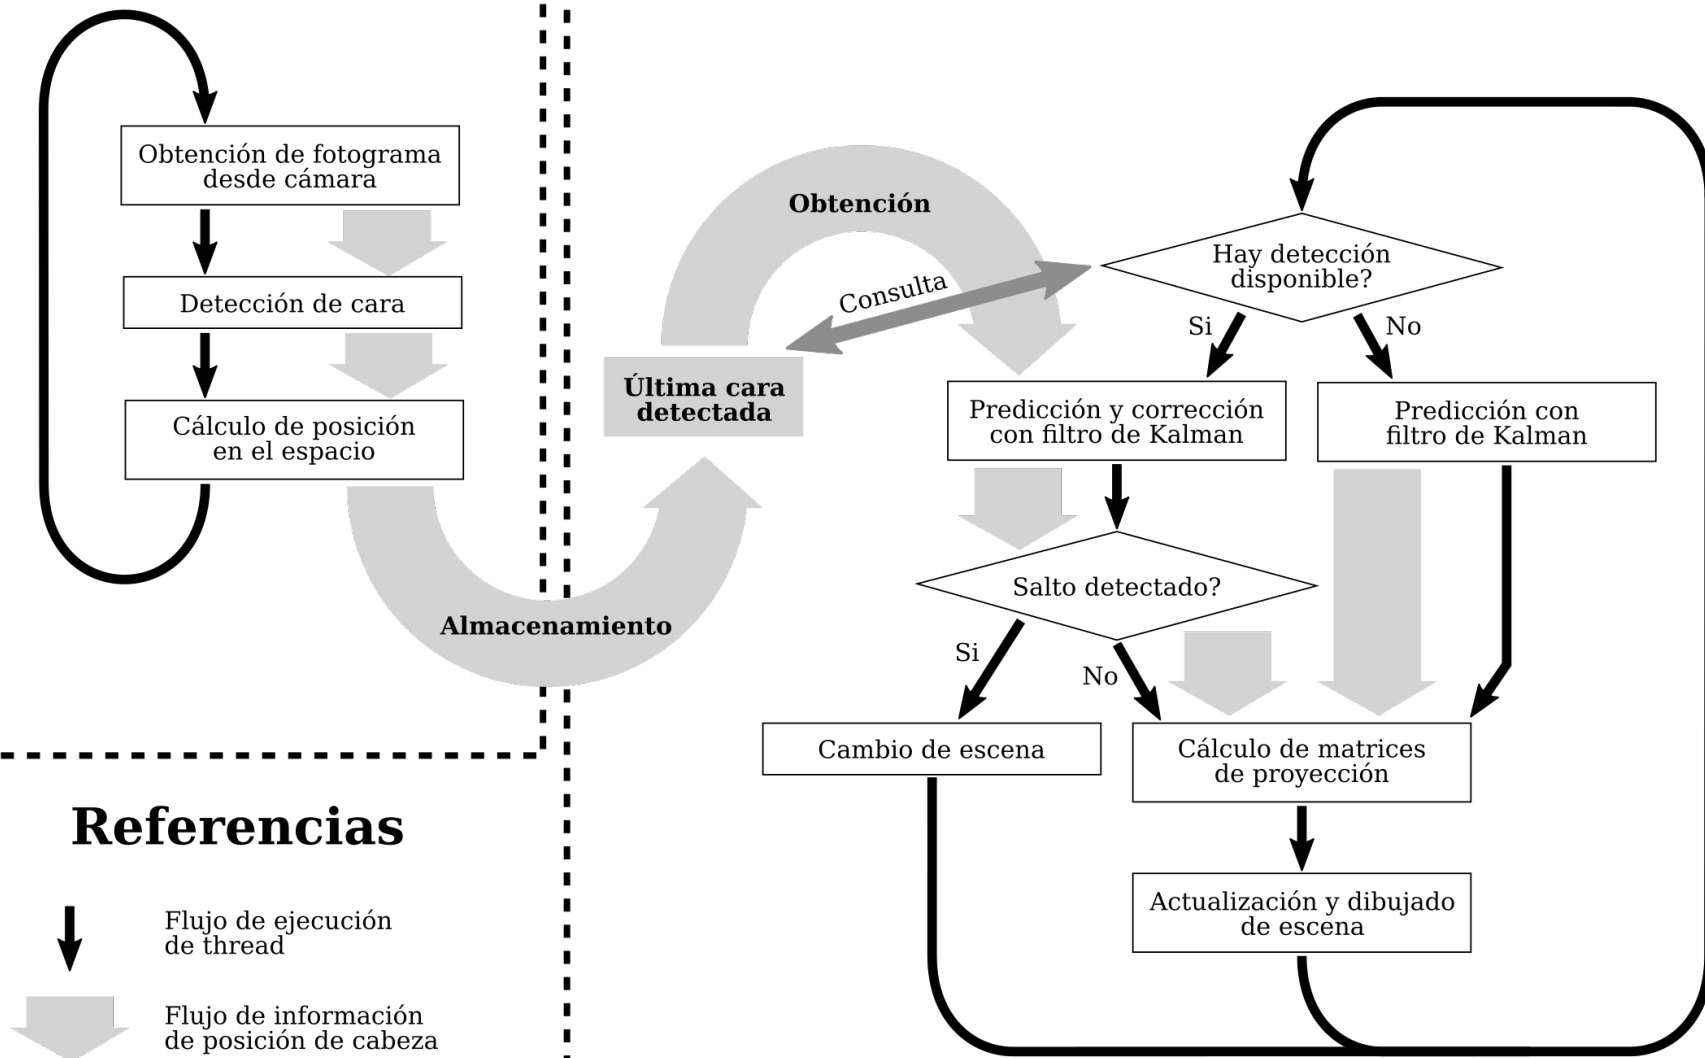 Obtención de fotograma
desde cámara
Detección de cara
Cálculo de posición
en el espacio
Almacenamiento
Última cara
detectada
Obtención
Consulta
Hay detección
disponible?
Si
No
Predicción y corrección
con filtro de Kalman
Predicción con
filtro de Kalman
Salto detectado?
Si
No
Cambio de escena
Cálculo de matrices
de proyección
Actualización y dibujado
de escena
Referencias
Flujo de ejecución
de thread
Flujo de información
de posición de cabeza